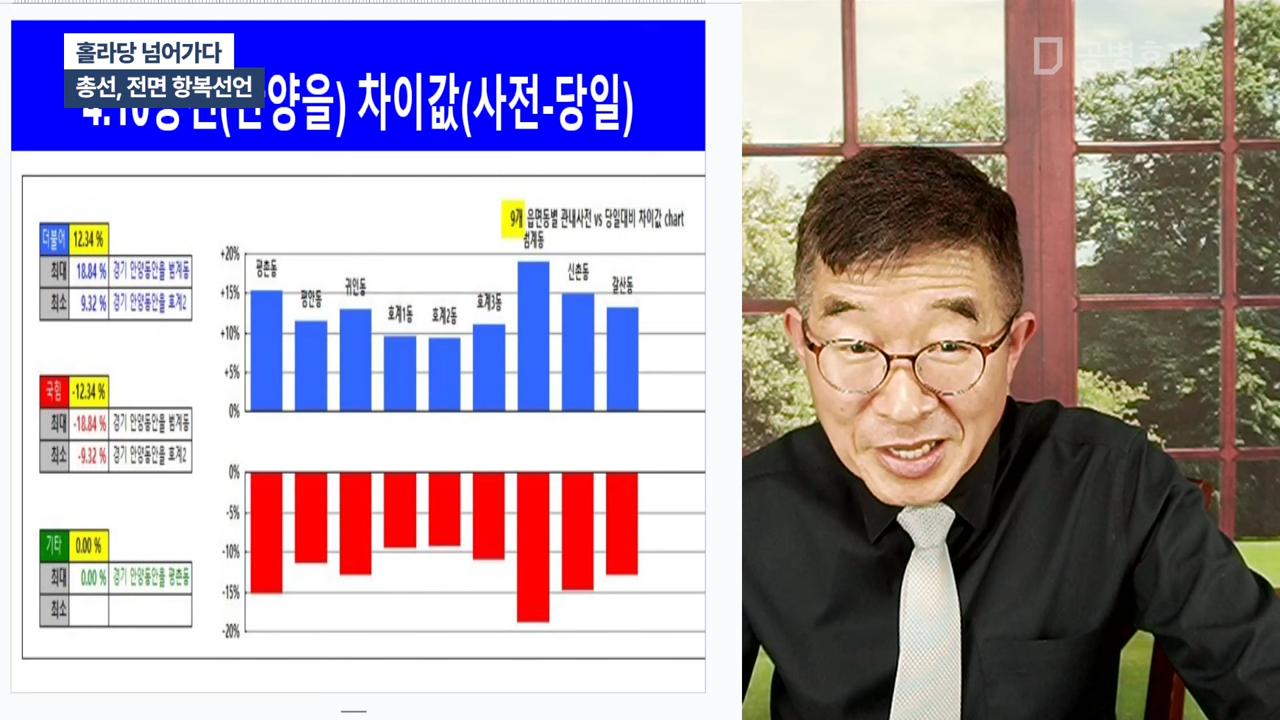 홀라당 넘어가다
총선, 전면 항복선언
차이값(사전-당일)
공병호TV
9개 읍면동별 관내사전 vs 당일대비 차이값 chart
더불어 12.34 %
최대 18.84 % 경기 안양동안을 범계동
최소 9.32 % 경기 안양동안을 호계2
국힘 -12.34 %
최대 -18.84 % 경기 안양동안을 범계동
최소 -9.32 % 경기 안양동안을 호계2
기타 0.00 %
최대 0.00 % 경기 안양동안을 평촌동
최소
+20%
+15%
+10%
+5%
0%
평촌동
평안동
귀인동
호계1동
호계2동
호계3동
범계동
신촌동
갈산동
0%
-5%
-10%
-15%
-20%